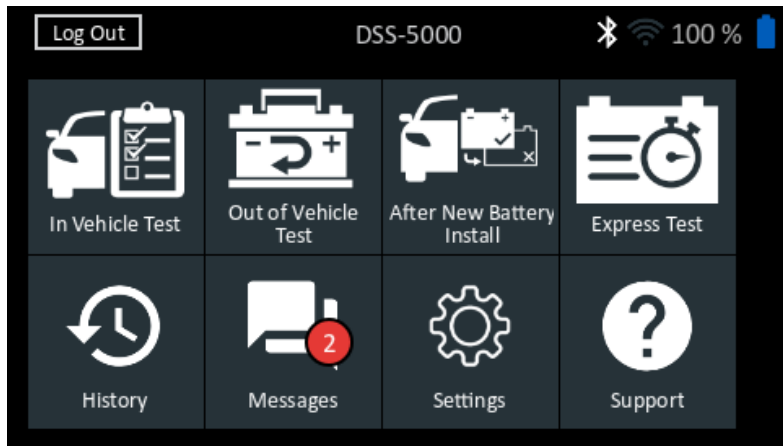 Log Out
DSS-5000
100 %
In Vehicle Test
Out of Vehicle
Test
After New Battery
Install
Express Test
History
2
Messages
Settings
Support